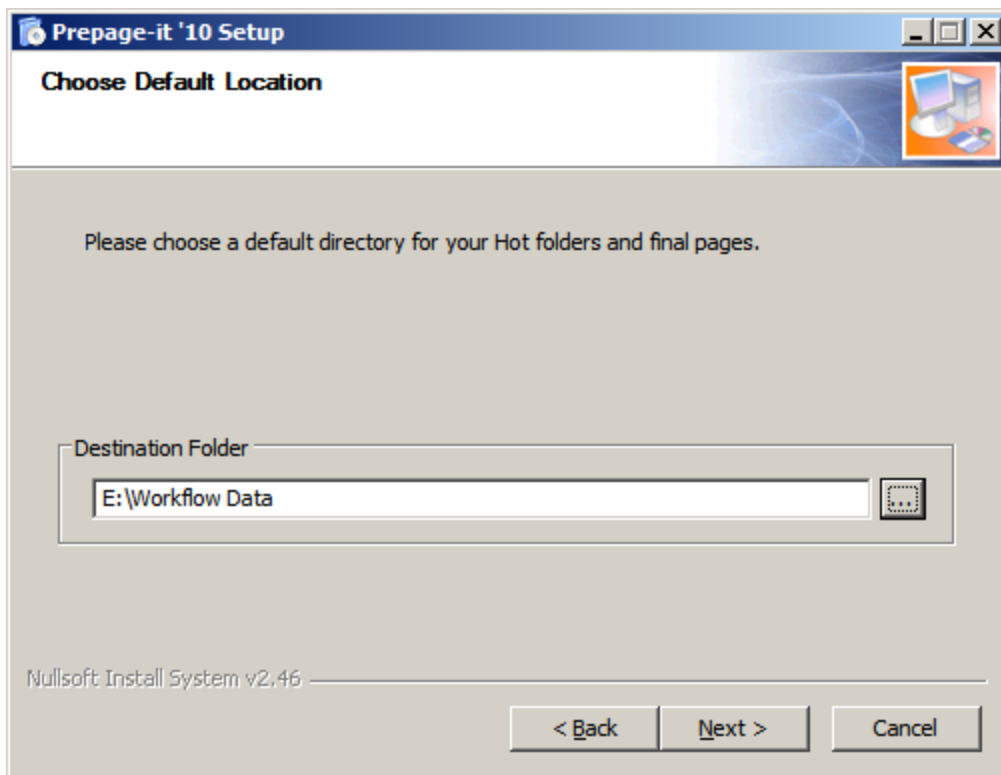 Prepage-it '10 Setup
Choose Default Location
Please choose a default directory for your Hot folders and final pages.
Destination Folder
E:\Workflow Data
...
Nullsoft Install System v2.46
< Back
Next >
Cancel